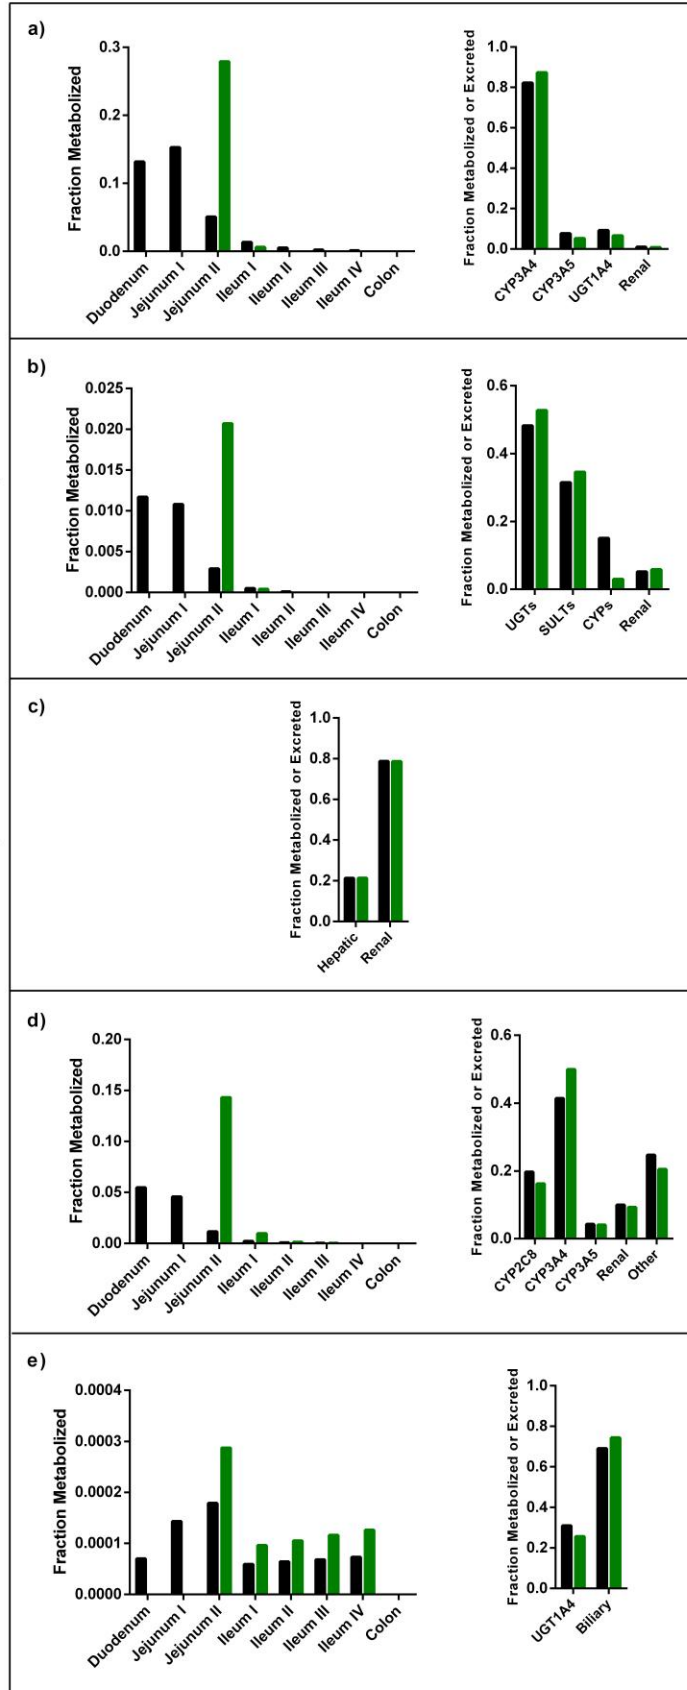 a)
Fraction Metabolized
0.3
0.2
0.1
0.0
Duodenum
Jejunum I
Jejunum II
Ileum I
Ileum II
Ileum III
Ileum IV
Colon
Fraction Metabolized or Excreted
1.0
0.8
0.6
0.4
0.2
0.0
CYP3A4
CYP3A5
UGT1A4
Renal
b)
Fraction Metabolized
0.025
0.020
0.015
0.010
0.005
0.000
Duodenum
Jejunum I
Jejunum II
Ileum I
Ileum II
Ileum III
Ileum IV
Colon
Fraction Metabolized or Excreted
0.6
0.4
0.2
0.0
UGTs
SULTs
CYPs
Renal
c)
Fraction Metabolized or Excreted
1.0
0.8
0.6
0.4
0.2
0.0
Hepatic
Renal
d)
Fraction Metabolized
0.20
0.15
0.10
0.05
0.00
Duodenum
Jejunum I
Jejunum II
Ileum I
Ileum II
Ileum III
Ileum IV
Colon
Fraction Metabolized or Excreted
0.6
0.4
0.2
0.0
CYP2C8
CYP3A4
CYP3A5
Renal
Other
e)
Fraction Metabolized
0.0004
0.0003
0.0002
0.0001
0.0000
Duodenum
Jejunum I
Jejunum II
Ileum I
Ileum II
Ileum III
Ileum IV
Colon
Fraction Metabolized or Excreted
1.0
0.8
0.6
0.4
0.2
0.0
UGT1A4
Biliary